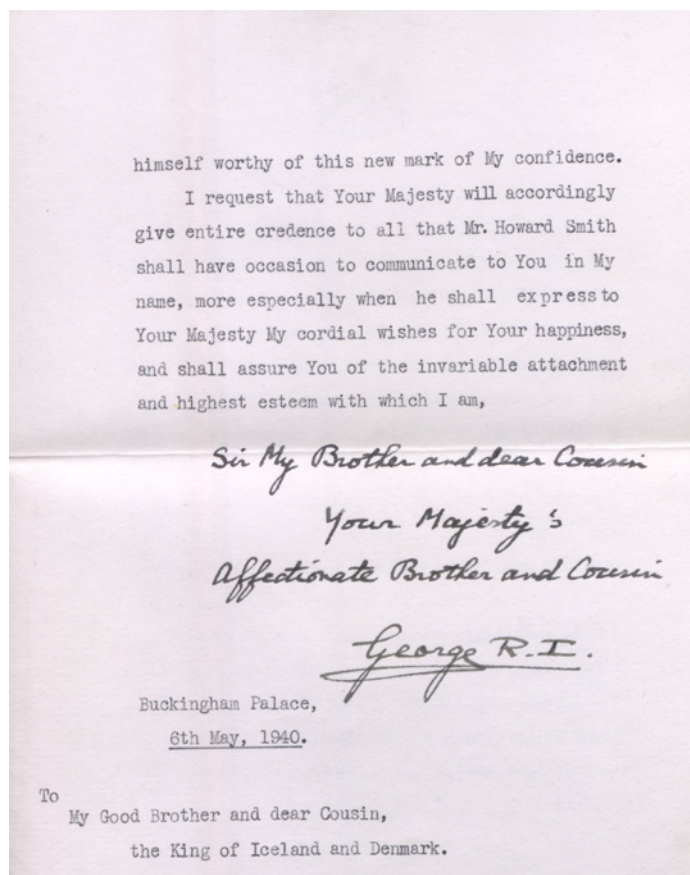 himself worthy of this new mark of My confidence.
I request that Your Majesty will accordingly
give entire credence to all that Mr. Howard Smith
shall have occasion to communicate to You in My
name, more especially when he shall express to
Your Majesty My cordial wishes for Your happiness,
and shall assure You of the invariable attachment
and highest esteem with which I am,
Sir My Brother and dear Cousin
Your Majesty's
Affectionate Brother and Cousin
George R.I.
Buckingham Palace,
6th May, 1940.
To
My Good Brother and dear Cousin,
the King of Iceland and Denmark.